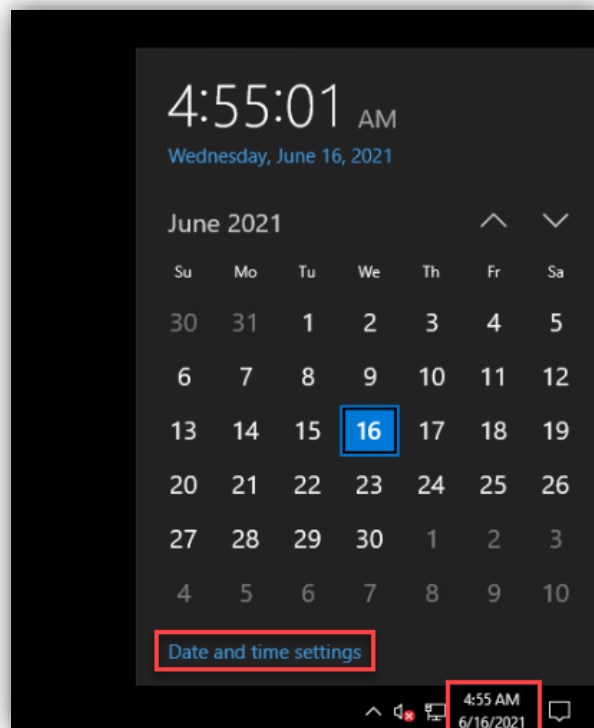 4:55:01 AM
Wednesday, June 16, 2021
June 2021
Su Mo Tu We Th Fr Sa
30 31 1 2 3 4 5
6 7 8 9 10 11 12
13 14 15 16 17 18 19
20 21 22 23 24 25 26
27 28 29 30 1 2 3
4 5 6 7 8 9 10
Date and time settings
4:55 AM
6/16/2021